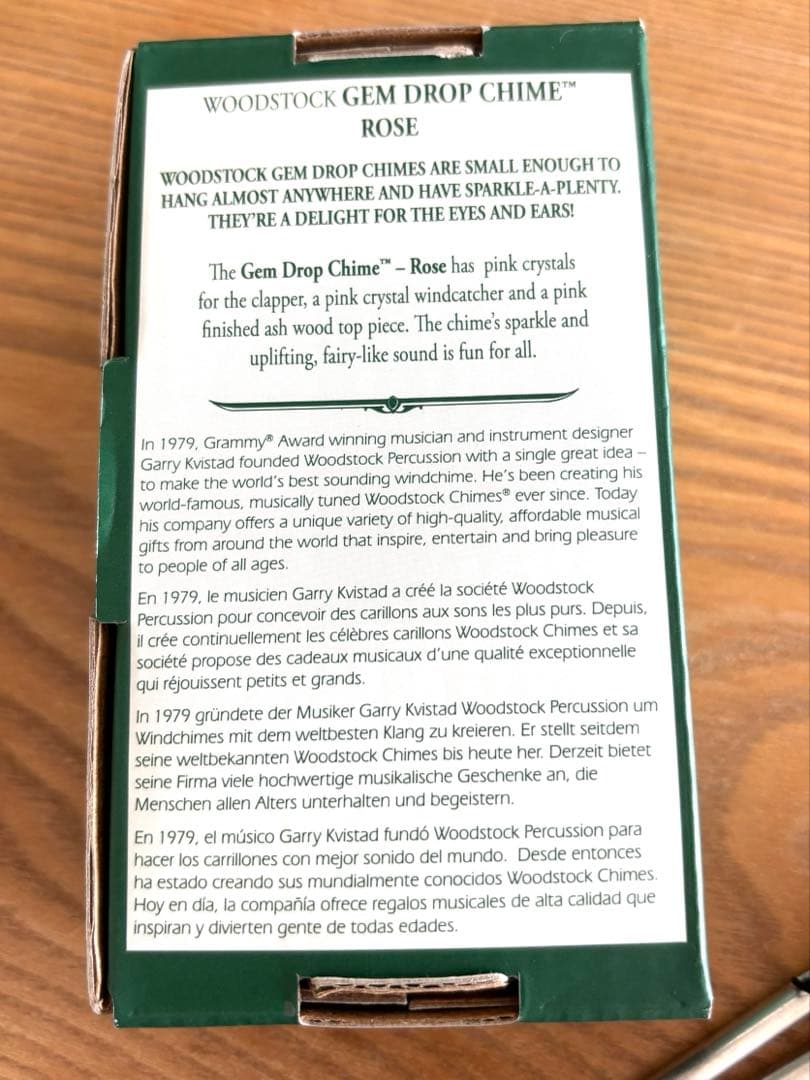 WOODSTOCK GEM DROP CHIME™
ROSE
WOODSTOCK GEM DROP CHIMES ARE SMALL ENOUGH TO
HANG ALMOST ANYWHERE AND HAVE SPARKLE-A-PLENTY.
THEY'RE A DELIGHT FOR THE EYES AND EARS!
The Gem Drop Chime™ – Rose has pink crystals
for the clapper, a pink crystal windcatcher and a pink
finished ash wood top piece. The chime's sparkle and
uplifting, fairy-like sound is fun for all.
In 1979, Grammy® Award winning musician and instrument designer
Garry Kvistad founded Woodstock Percussion with a single great idea –
to make the world's best sounding windchime. He's been creating his
world-famous, musically tuned Woodstock Chimes® ever since. Today
his company offers a unique variety of high-quality, affordable musical
gifts from around the world that inspire, entertain and bring pleasure
to people of all ages.
En 1979, le musicien Garry Kvistad a créé la société Woodstock
Percussion pour concevoir des carillons aux sons les plus purs. Depuis,
il crée continuellement les célèbres carillons Woodstock Chimes et sa
société propose des cadeaux musicaux d'une qualité exceptionnelle
qui réjouissent petits et grands.
In 1979 gründete der Musiker Garry Kvistad Woodstock Percussion um
Windchimes mit dem weltbesten Klang zu kreieren. Er stellt seitdem
seine weltbekannten Woodstock Chimes bis heute her. Derzeit bietet
seine Firma viele hochwertige musikalische Geschenke an, die
Menschen allen Alters unterhalten und begeistern.
En 1979, el músico Garry Kvistad fundó Woodstock Percussion para
hacer los carrillones con mejor sonido del mundo. Desde entonces
ha estado creando sus mundialmente conocidos Woodstock Chimes.
Hoy en día, la compañía ofrece regalos musicales de alta calidad que
inspiran y divierten gente de todas edades.